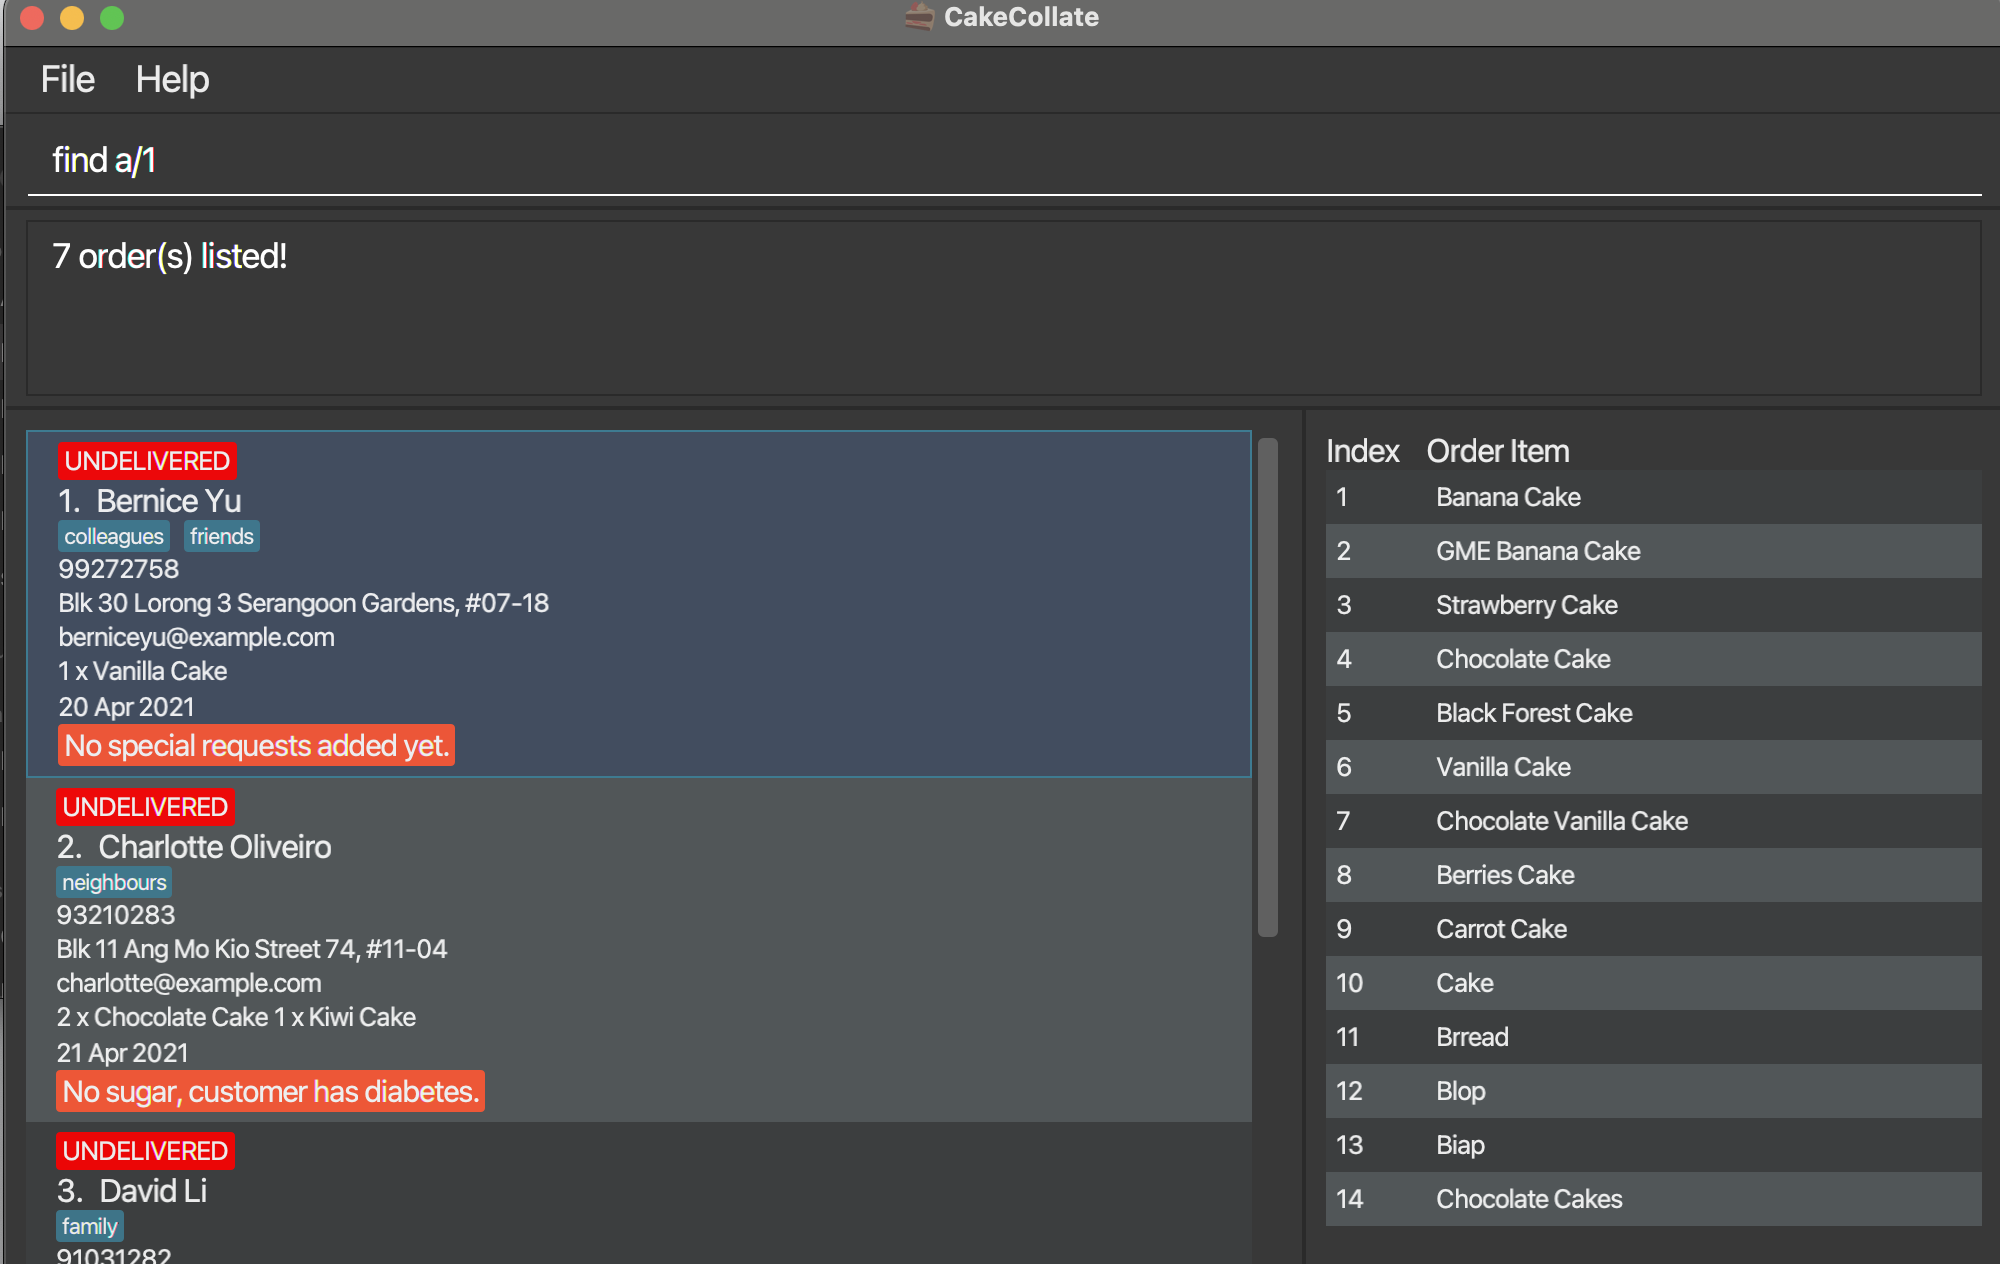 CakeCollate
File Help
find a/1
7 order(s) listed!
UNDELIVERED
1. Bernice Yu
colleagues friends
99272758
Blk 30 Lorong 3 Serangoon Gardens, #07-18
berniceyu@example.com
1 x Vanilla Cake
20 Apr 2021
No special requests added yet.
UNDELIVERED
2. Charlotte Oliveiro
neighbours
93210283
Blk 11 Ang Mo Kio Street 74, #11-04
charlotte@example.com
2 x Chocolate Cake 1 x Kiwi Cake
21 Apr 2021
No sugar, customer has diabetes.
UNDELIVERED
3. David Li
family
91031282
Index Order Item
1 Banana Cake
2 GME Banana Cake
3 Strawberry Cake
4 Chocolate Cake
5 Black Forest Cake
6 Vanilla Cake
7 Chocolate Vanilla Cake
8 Berries Cake
9 Carrot Cake
10 Cake
11 Brread
12 Blop
13 Biap
14 Chocolate Cakes